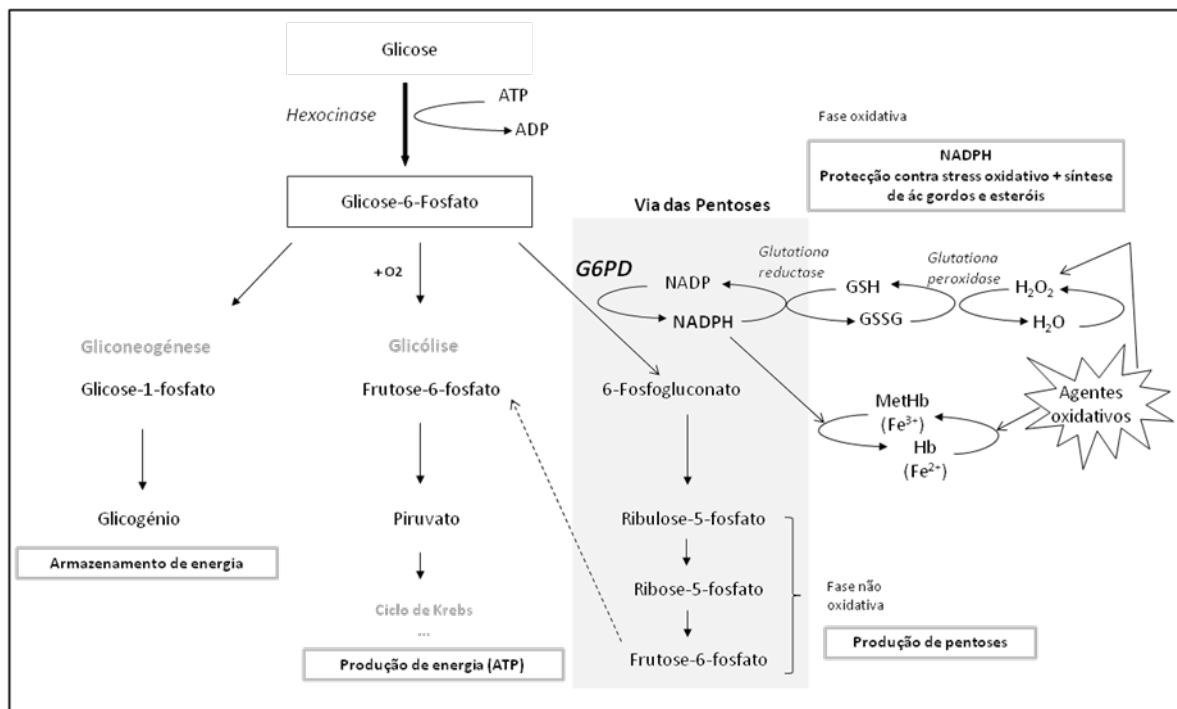 Glicose
Hexocinase
ATP
ADP
Glicose-6-Fosfato
Fase oxidativa
NADPH
Protecção contra stress oxidativo + síntese
de ác gordos e esteróis
Via das Pentoses
+O2
G6PD
NADP
NADPH
Glutationa
reductase
GSH
GSSG
Glutationa
peroxidase
H₂O₂
H₂O
Gliconeogénese
Glicose-1-fosfato
Glicogénio
Armazenamento de energia
Glicólise
Frutose-6-fosfato
Piruvato
Ciclo de Krebs
...
Produção de energia (ATP)
6-Fosfogluconato
Ribulose-5-fosfato
Ribose-5-fosfato
Frutose-6-fosfato
MetHb
(Fe³⁺)
Hb
(Fe²⁺)
Agentes
oxidativos
Fase não
oxidativa
Produção de pentoses